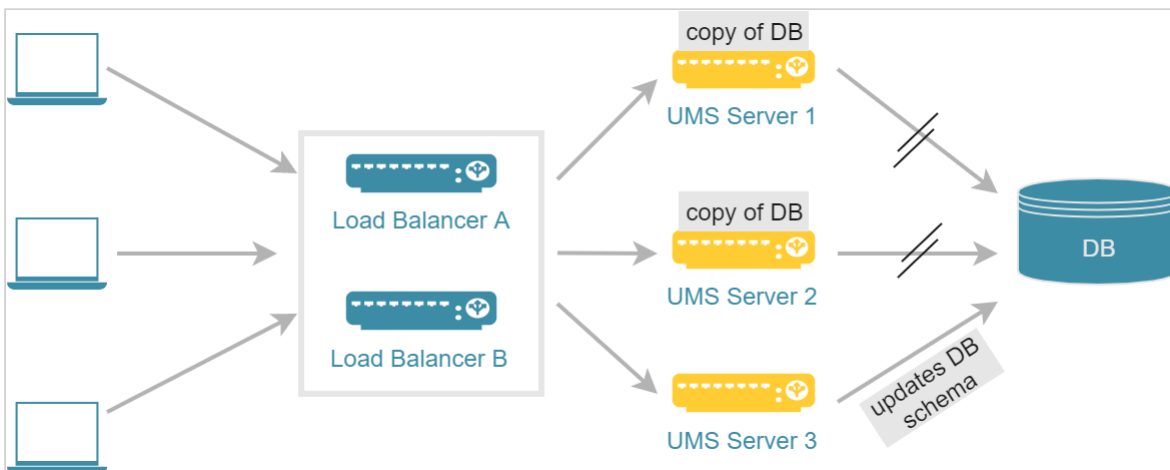 copy of DB
UMS Server 1
Load Balancer A
copy of DB
UMS Server 2
DB
Load Balancer B
updates DB
schema
UMS Server 3